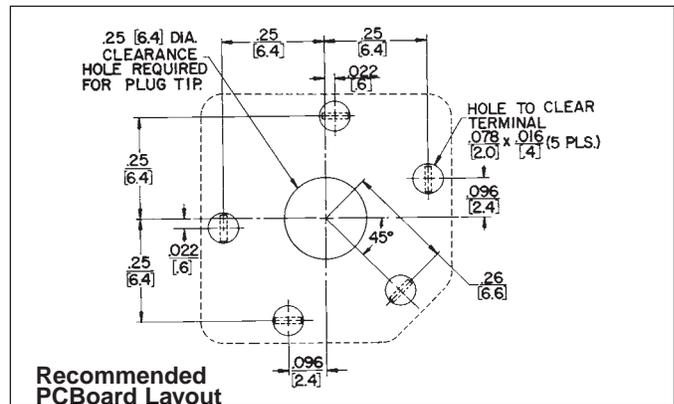 .25 [6.4] DIA.
CLEARANCE
HOLE REQUIRED
FOR PLUG TIP.
.25
[6.4]
.25
[6.4]
.022
[.6]
HOLE TO CLEAR
TERMINAL
.078 x .016 (5 PLS.)
[2.0] [.4]
.25
[6.4]
.096
[2.4]
45°
.022
[.6]
.25
[6.4]
.26
[6.6]
.096
[2.4]
Recommended
PCBoard Layout